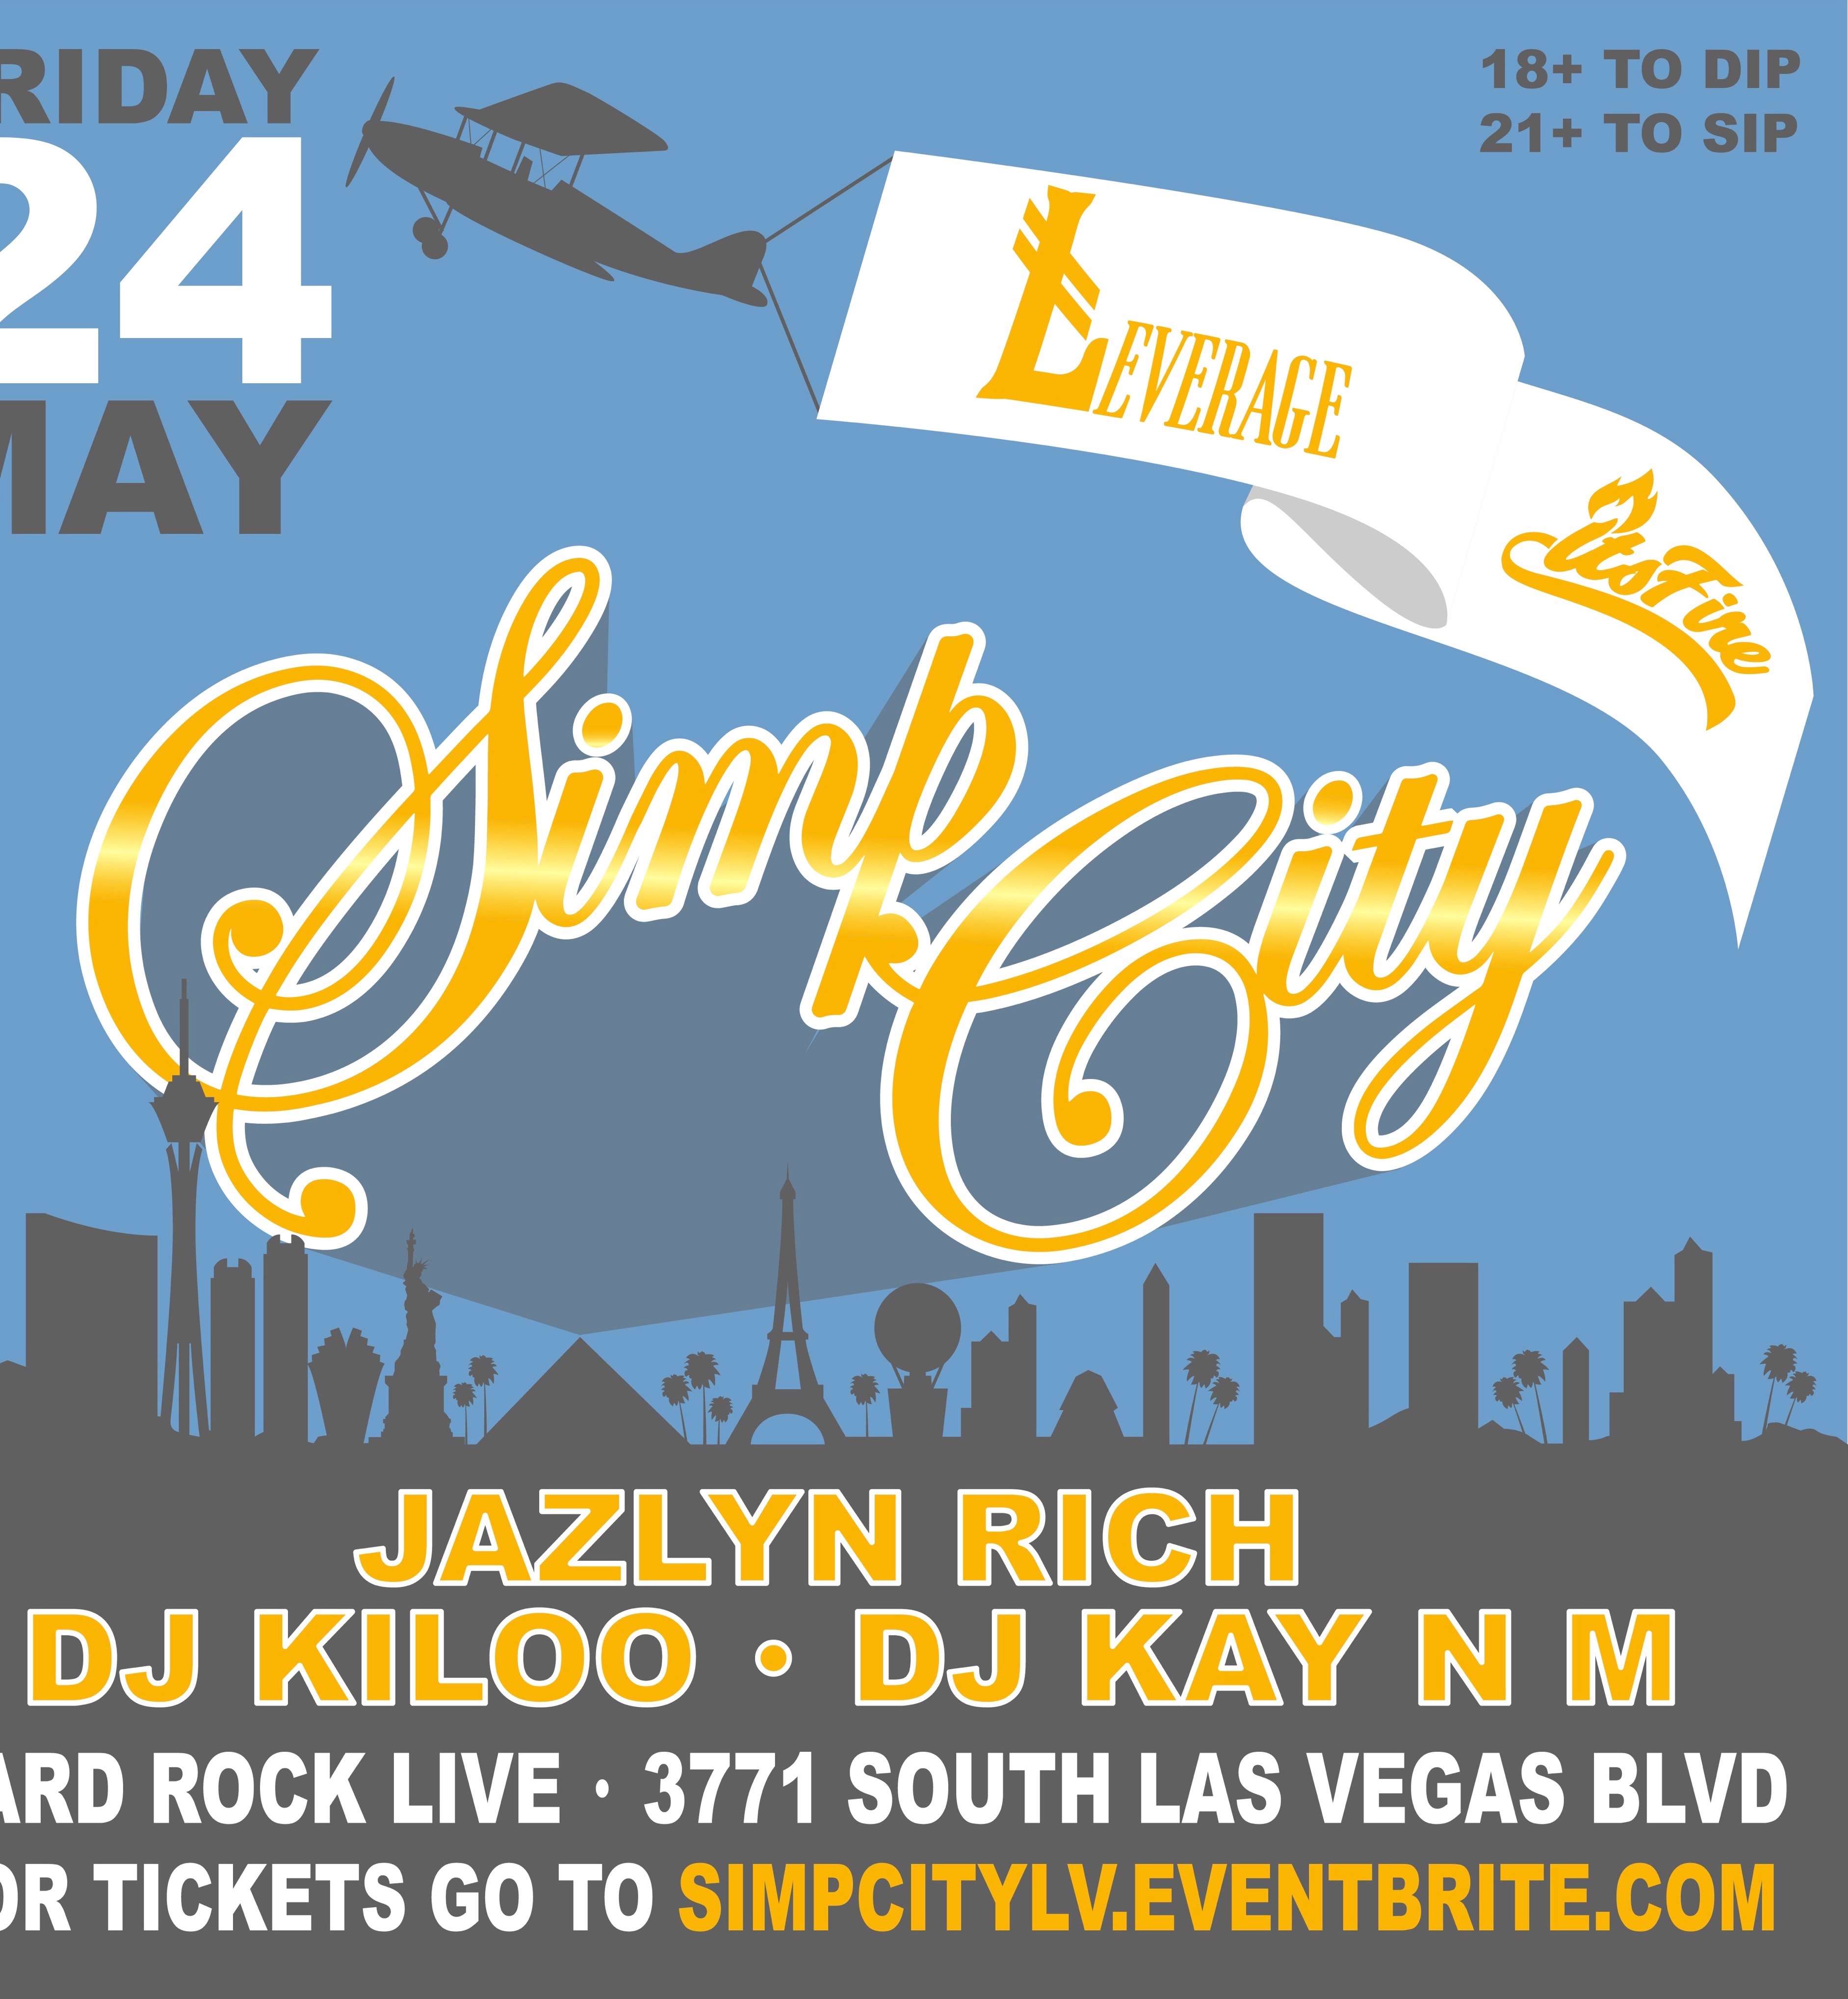 RIDAY
24
MAY
18+ TO DIP
21+ TO SIP
LEVERAGE
Simp City
JAZLYN RICH
DJ KILOO • DJ KAY N M
ARD ROCK LIVE • 3771 SOUTH LAS VEGAS BLVD
OR TICKETS GO TO SIMPCITYLV.EVENTBRITE.COM